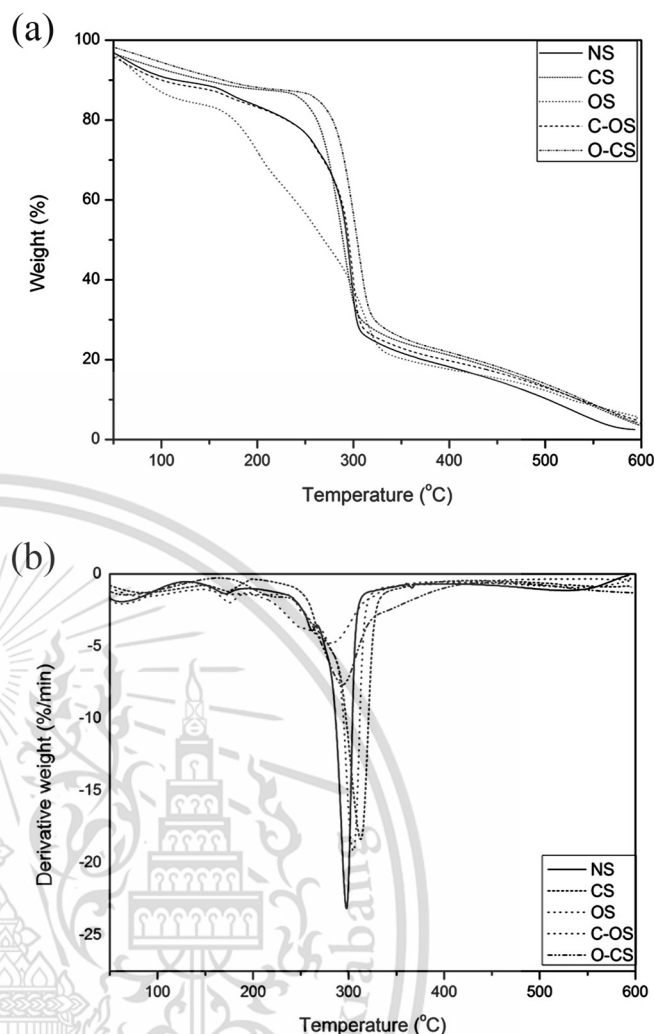 (a)
100
80
60
40
20
0
Weight (%)
NS
CS
OS
C-OS
O-CS
100 200 300 400 500 600
Temperature (°C)
(b)
0
-5
-10
-15
-20
-25
Derivative weight (%/min)
NS
CS
OS
C-OS
O-CS
100 200 300 400 500 600
Temperature (°C)